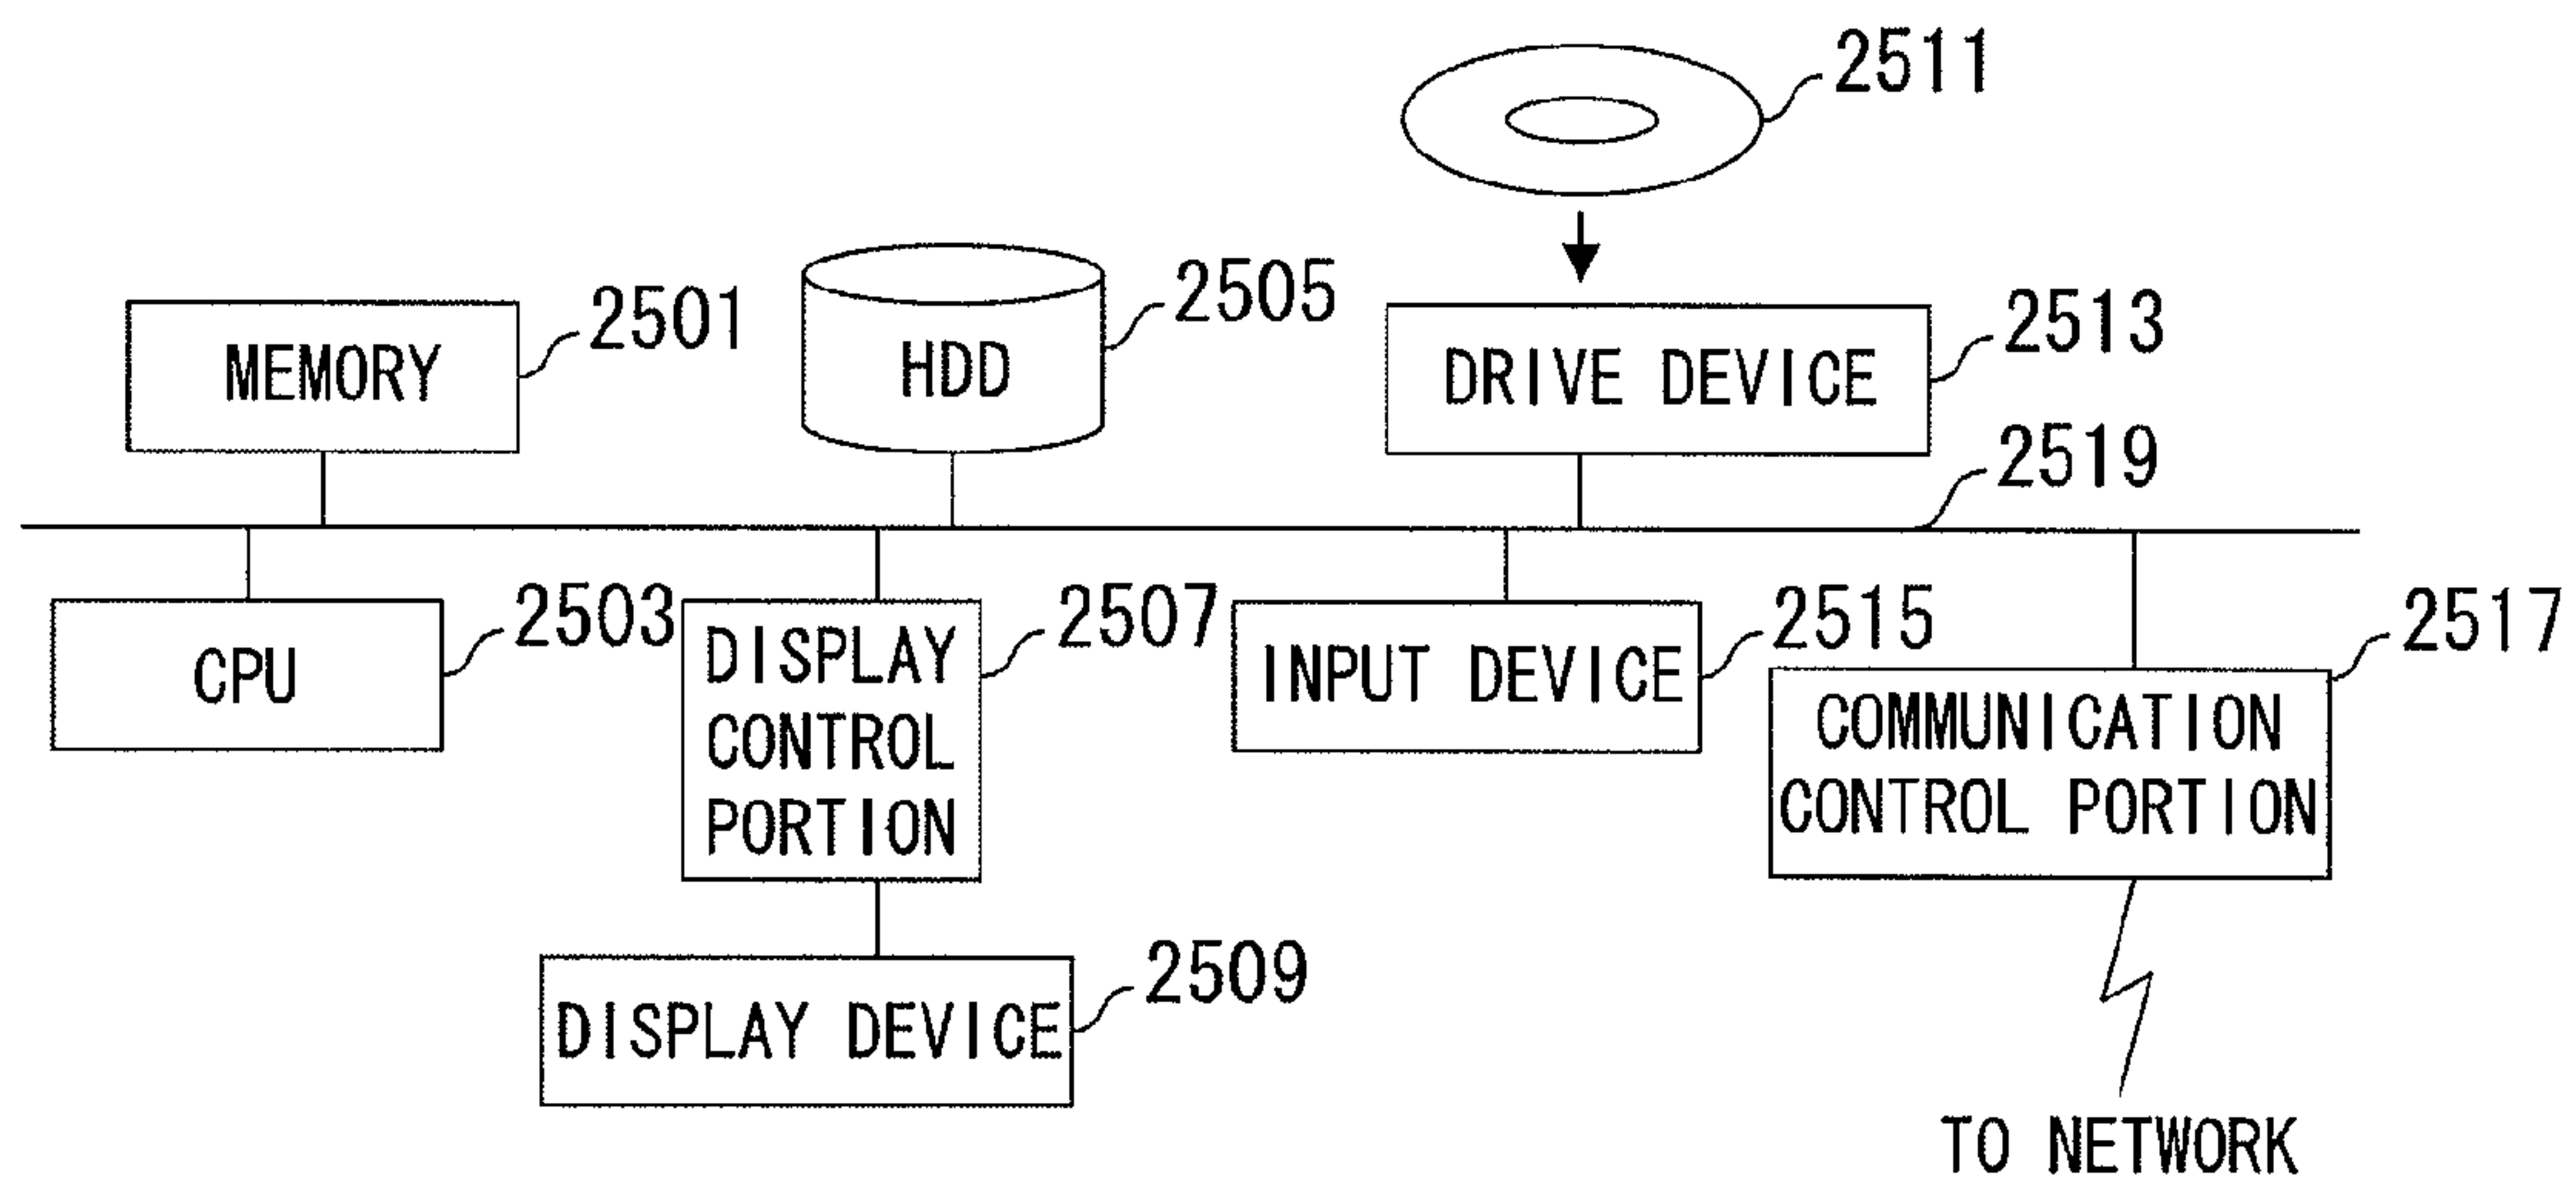 2511
2501
2505
2513
MEMORY
HDD
DRIVE DEVICE
2519
2503
2507
2515
2517
CPU
DISPLAY
CONTROL
PORTION
INPUT DEVICE
COMMUNICATION
CONTROL PORTION
2509
DISPLAY DEVICE
TO NETWORK